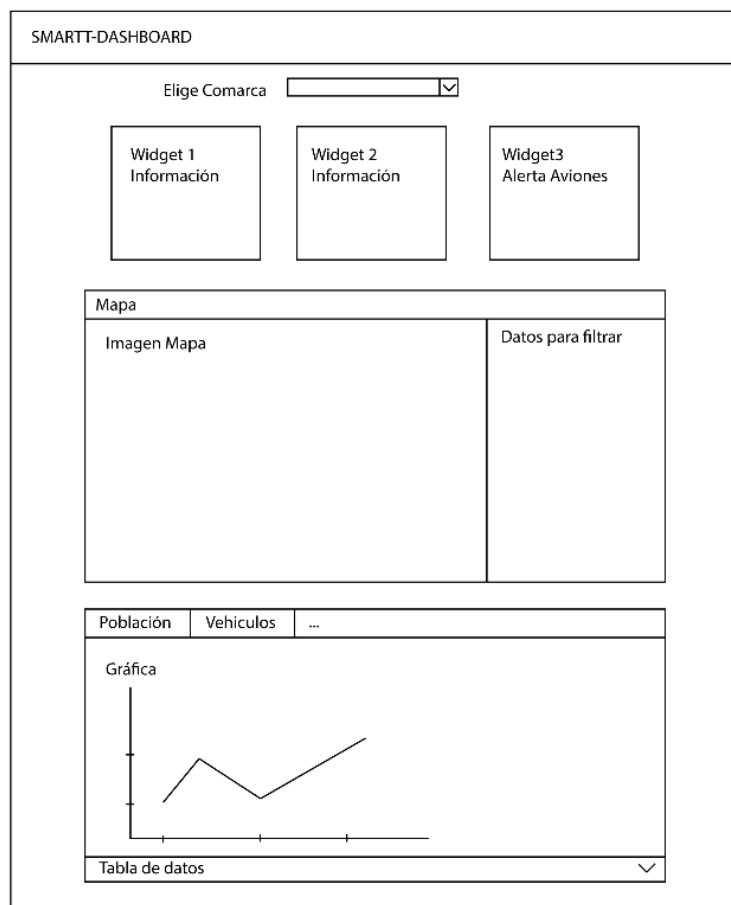 SMARTT-DASHBOARD
Elige Comarca
Widget 1
Información
Widget 2
Información
Widget3
Alerta Aviones
Mapa
Imagen Mapa
Datos para filtrar
Población
Vehiculos
...
Gráfica
Tabla de datos